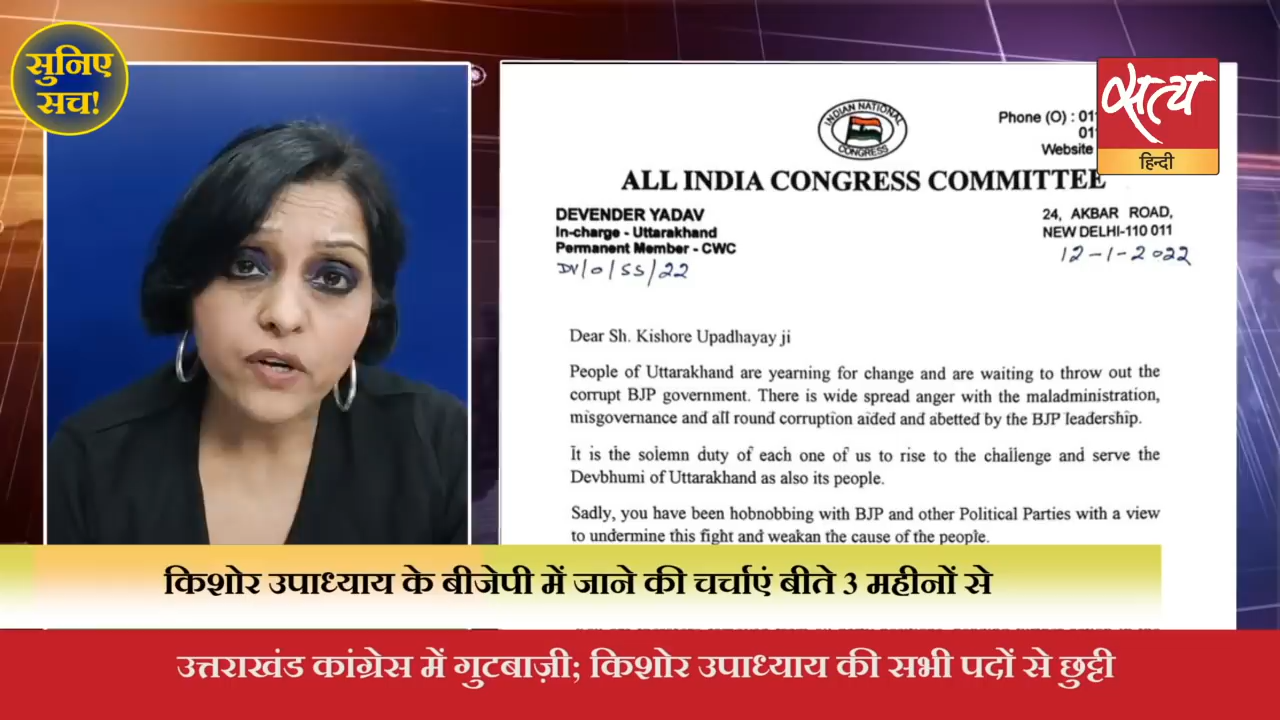 सुनिए
सच!
INDIAN NATIONAL
CONGRESS
Phone (O) : 011
011
Website
सत्य
हिन्दी
ALL INDIA CONGRESS COMMITTEE
DEVENDER YADAV
In-charge - Uttarakhand
Permanent Member - CWC
24, AKBAR ROAD,
NEW DELHI-110 011
12-1-2022
Dear Sh. Kishore Upadhayay ji
People of Uttarakhand are yearning for change and are waiting to throw out the
corrupt BJP government. There is wide spread anger with the maladministration,
misgovernance and all round corruption aided and abetted by the BJP leadership.
It is the solemn duty of each one of us to rise to the challenge and serve the
Devbhumi of Uttarakhand as also its people.
Sadly, you have been hobnobbing with BJP and other Political Parties with a view
to undermine this fight and weakan the cause of the people.
किशोर उपाध्याय के बीजेपी में जाने की चर्चाएं बीते 3 महीनों से
उत्तराखंड कांग्रेस में गुटबाज़ी; किशोर उपाध्याय की सभी पदों से छुट्टी